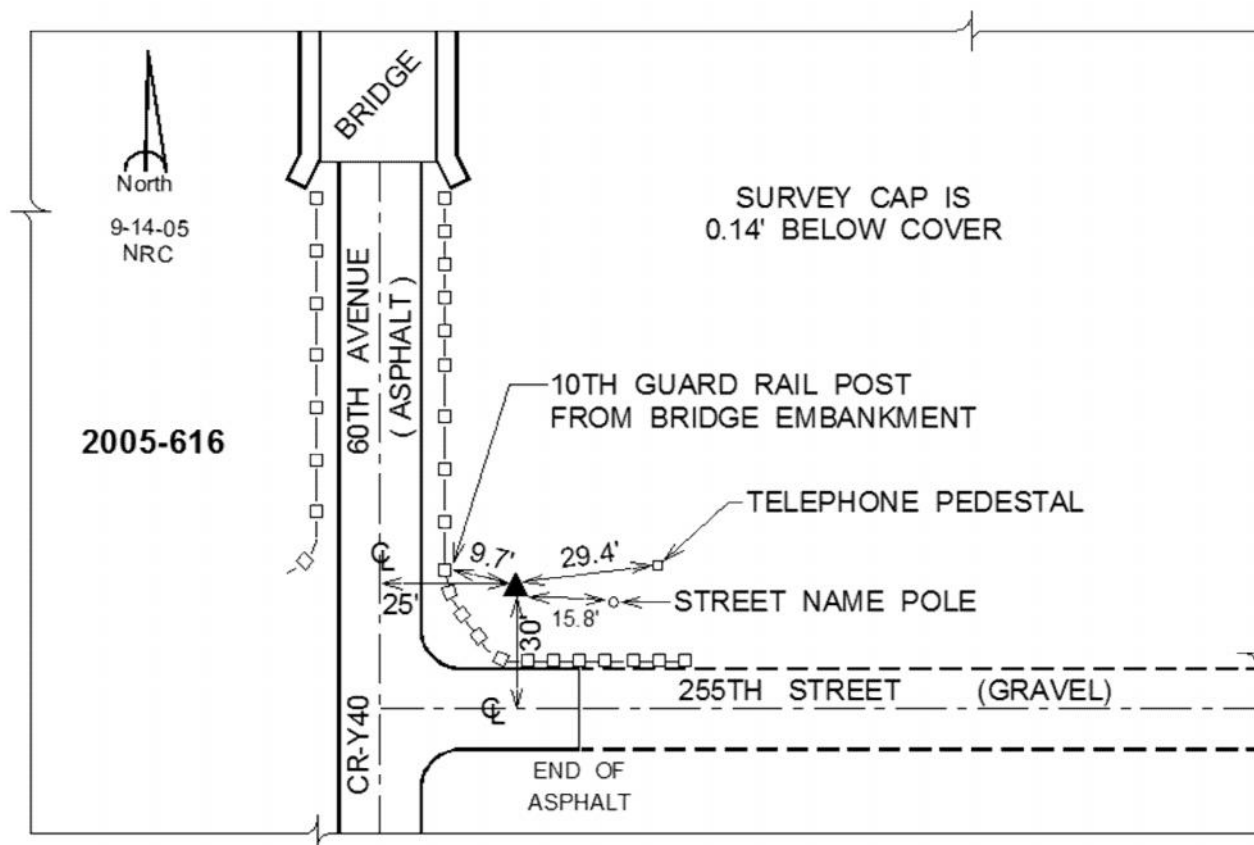 BRIDGE
North
9-14-05
NRC
SURVEY CAP IS
0.14' BELOW COVER
60TH AVENUE
(ASPHALT)
10TH GUARD RAIL POST
FROM BRIDGE EMBANKMENT
2005-616
TELEPHONE PEDESTAL
℄
9.7'
29.4'
25'
15.8'
STREET NAME POLE
30'
255TH STREET (GRAVEL)
℄
CR-Y40
END OF
ASPHALT